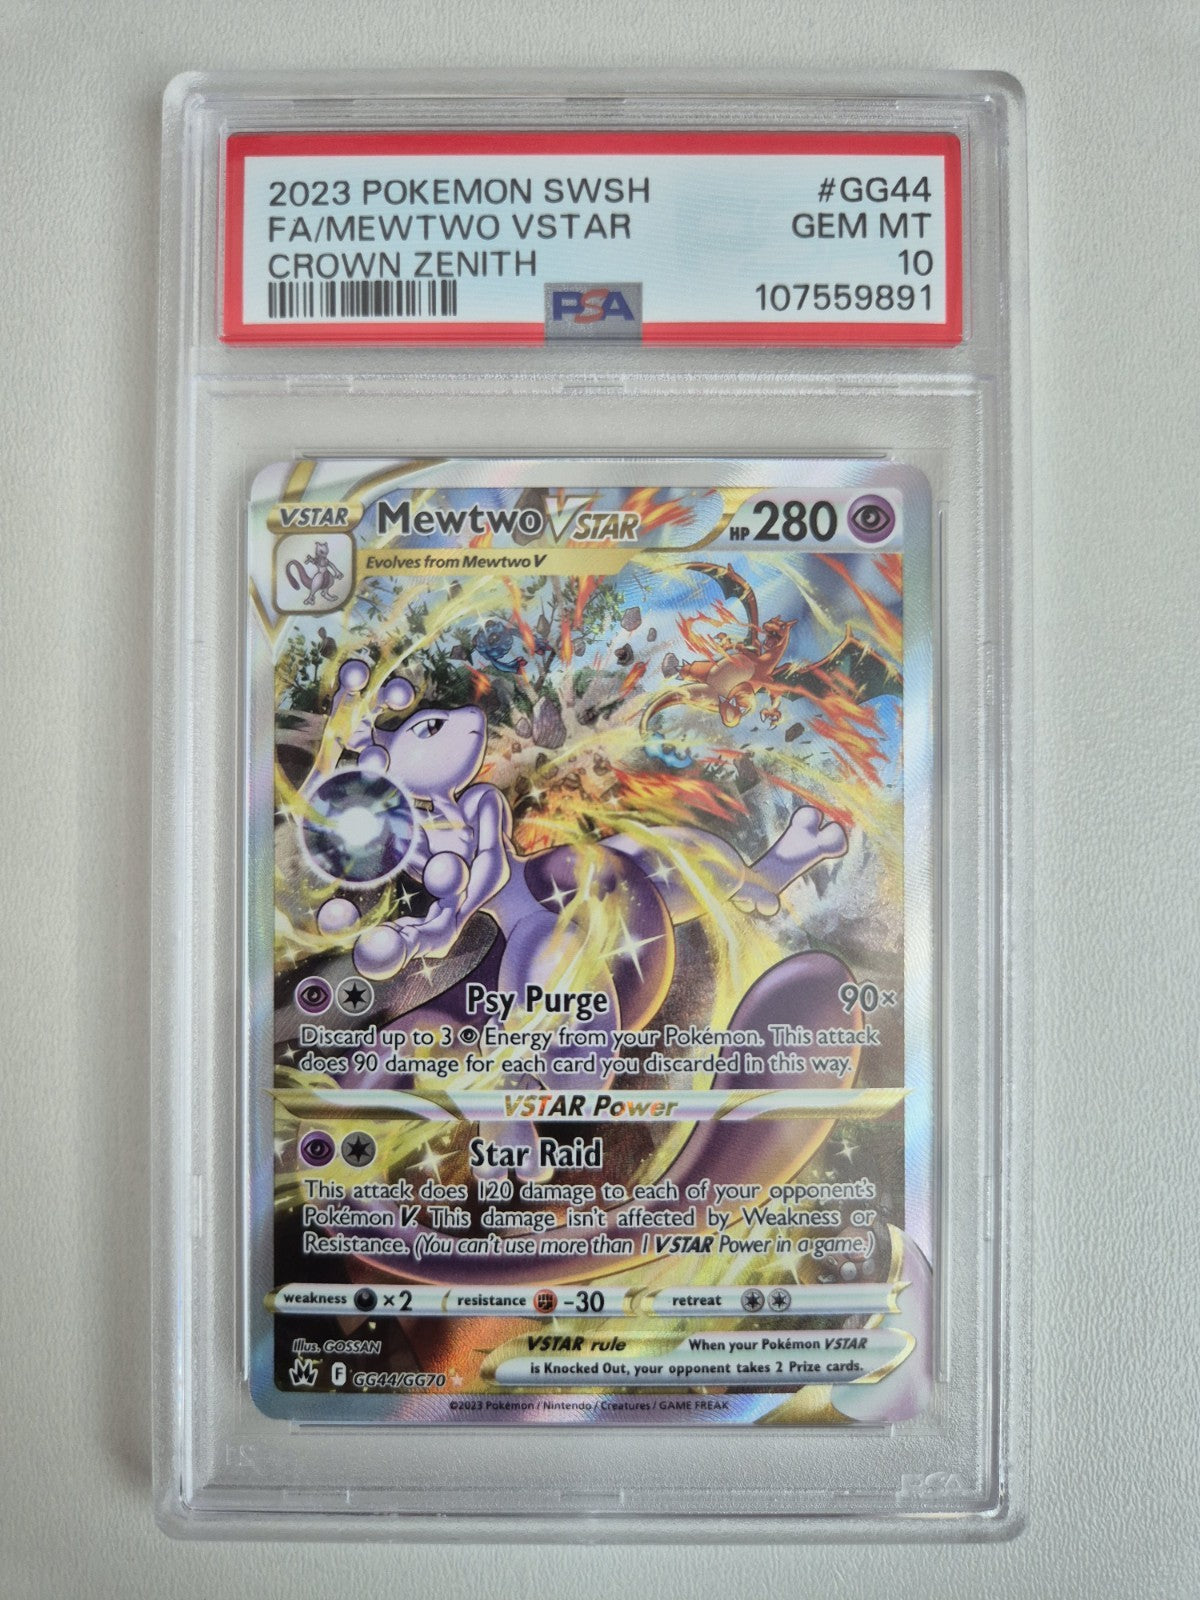 2023 POKEMON SWSH #GG44
FA/MEWTWO VSTAR GEM MT
CROWN ZENITH 10
PSA 107559891
VSTAR Mewtwo VSTAR HP 280
Evolves from Mewtwo V
Psy Purge 90×
Discard up to 3 Energy from your Pokémon. This attack
does 90 damage for each card you discarded in this way.
VSTAR Power
Star Raid
This attack does 120 damage to each of your opponent's
Pokémon V. This damage isn't affected by Weakness or
Resistance. (You can't use more than 1 VSTAR Power in a game.)
weakness ×2 resistance -30 retreat
Illus. GOSSAN VSTAR rule When your Pokémon VSTAR
is Knocked Out, your opponent takes 2 Prize cards.
F GG44/GG70
©2023 Pokémon / Nintendo / Creatures / GAME FREAK
PSA